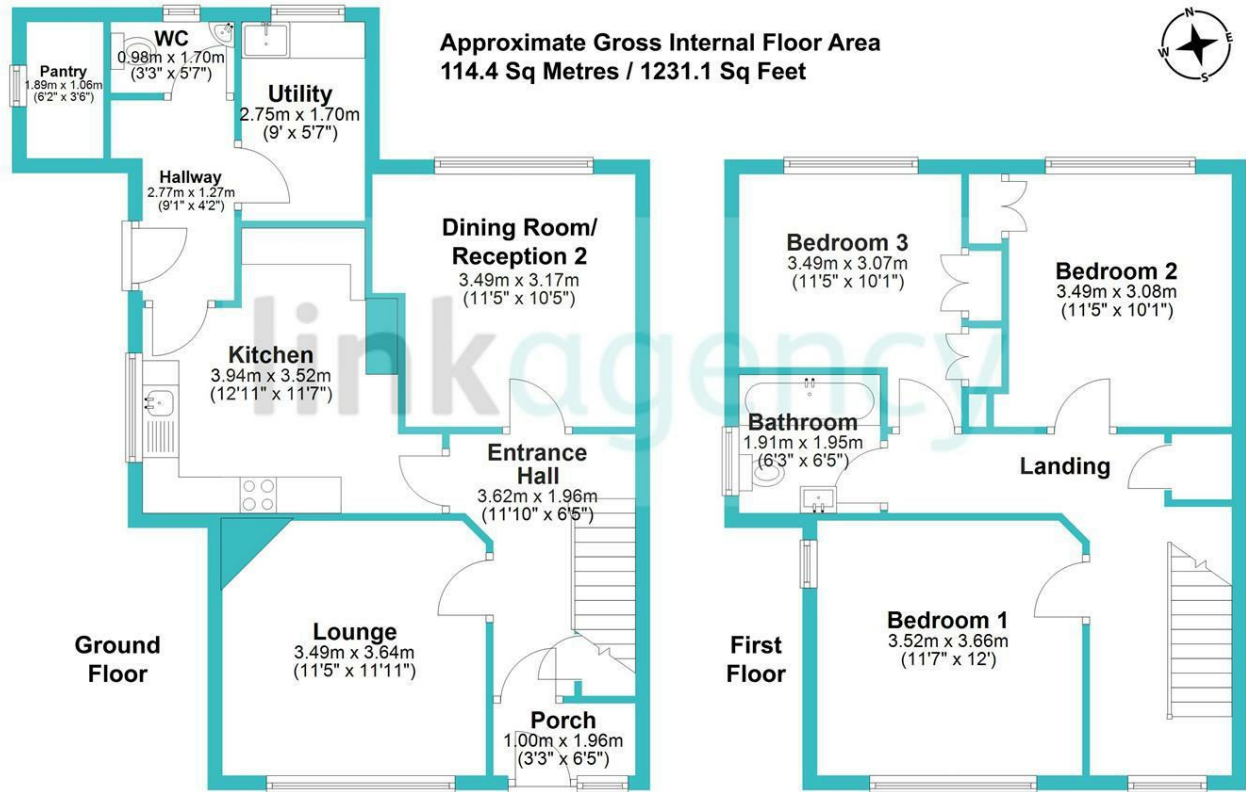 Approximate Gross Internal Floor Area
114.4 Sq Metres / 1231.1 Sq Feet
N
E
S
W
WC
0.98m x 1.70m
(3'3" x 5'7")
Pantry
1.89m x 1.06m
(6'2" x 3'6")
Utility
2.75m x 1.70m
(9' x 5'7")
Hallway
2.77m x 1.27m
(9'1" x 4'2")
Dining Room/
Reception 2
3.49m x 3.17m
(11'5" x 10'5")
Kitchen
3.94m x 3.52m
(12'11" x 11'7")
Entrance
Hall
3.62m x 1.96m
(11'10" x 6'5")
Lounge
3.49m x 3.64m
(11'5" x 11'11")
Porch
1.00m x 1.96m
(3'3" x 6'5")
Ground
Floor
Bedroom 3
3.49m x 3.07m
(11'5" x 10'1")
Bedroom 2
3.49m x 3.08m
(11'5" x 10'1")
Bathroom
1.91m x 1.95m
(6'3" x 6'5")
Landing
Bedroom 1
3.52m x 3.66m
(11'7" x 12')
First
Floor
linkagency